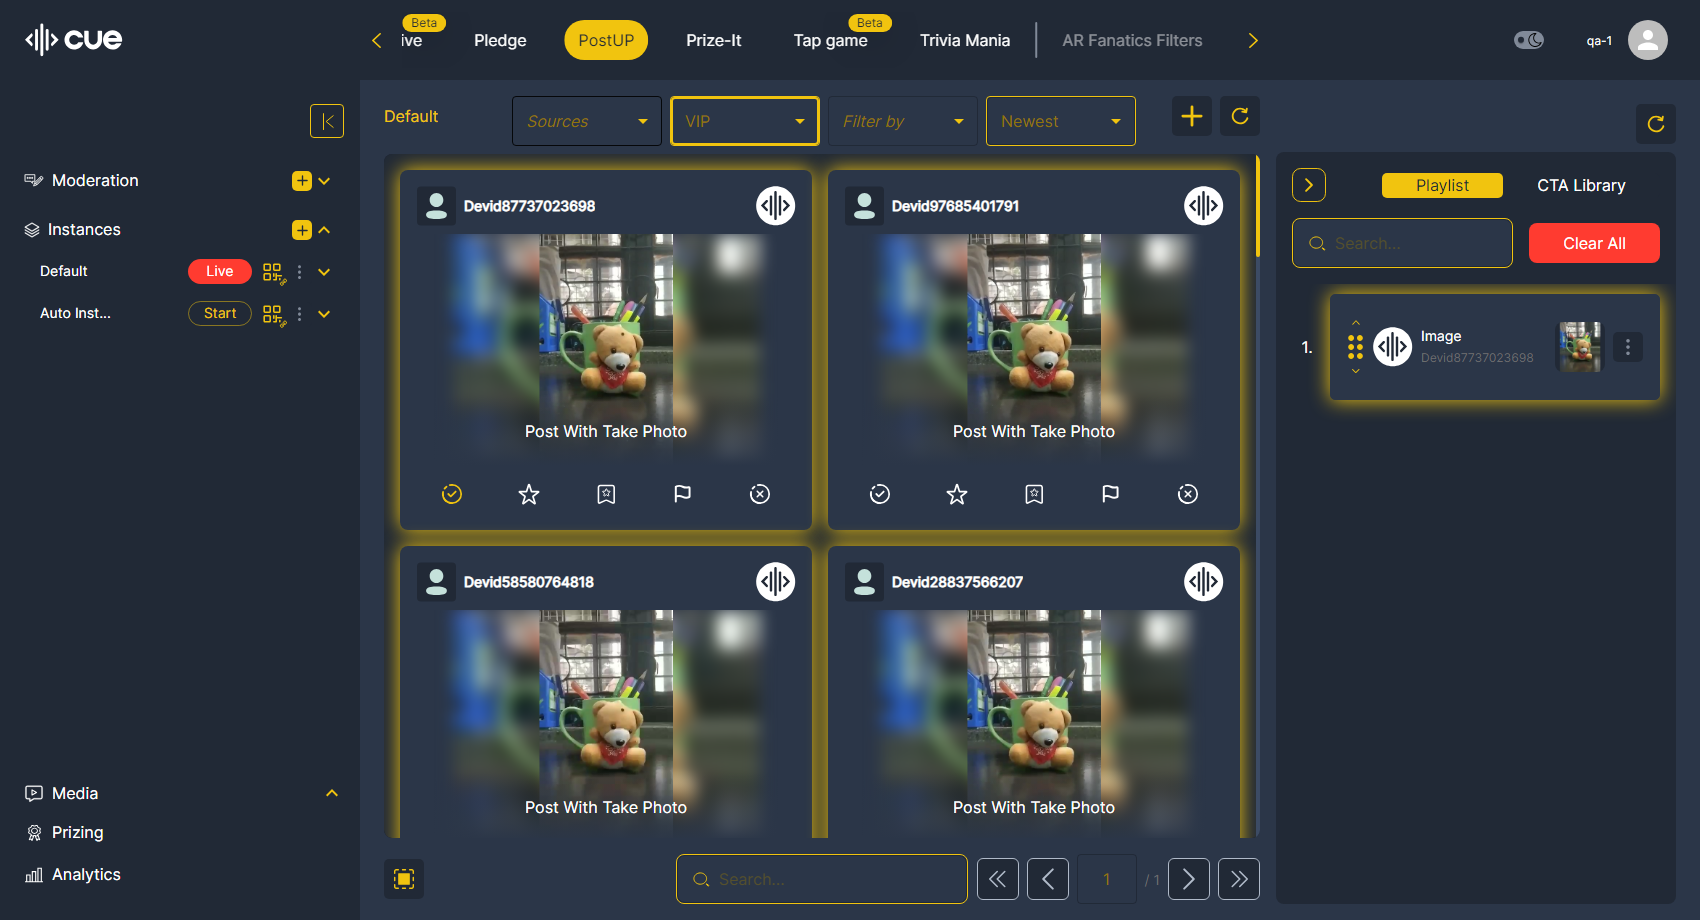 cue
Beta
ive
Pledge
PostUP
Prize-It
Beta
Tap game
Trivia Mania
AR Fanatics Filters
qa-1
Moderation
Instances
Default
Live
Auto Inst...
Start
Media
Prizing
Analytics
Default
Sources
VIP
Filter by
Newest
Devid87737023698
Post With Take Photo
Devid97685401791
Post With Take Photo
Devid58580764818
Post With Take Photo
Devid28837566207
Post With Take Photo
Search...
1
/ 1
Playlist
CTA Library
Search...
Clear All
1.
Image
Devid87737023698